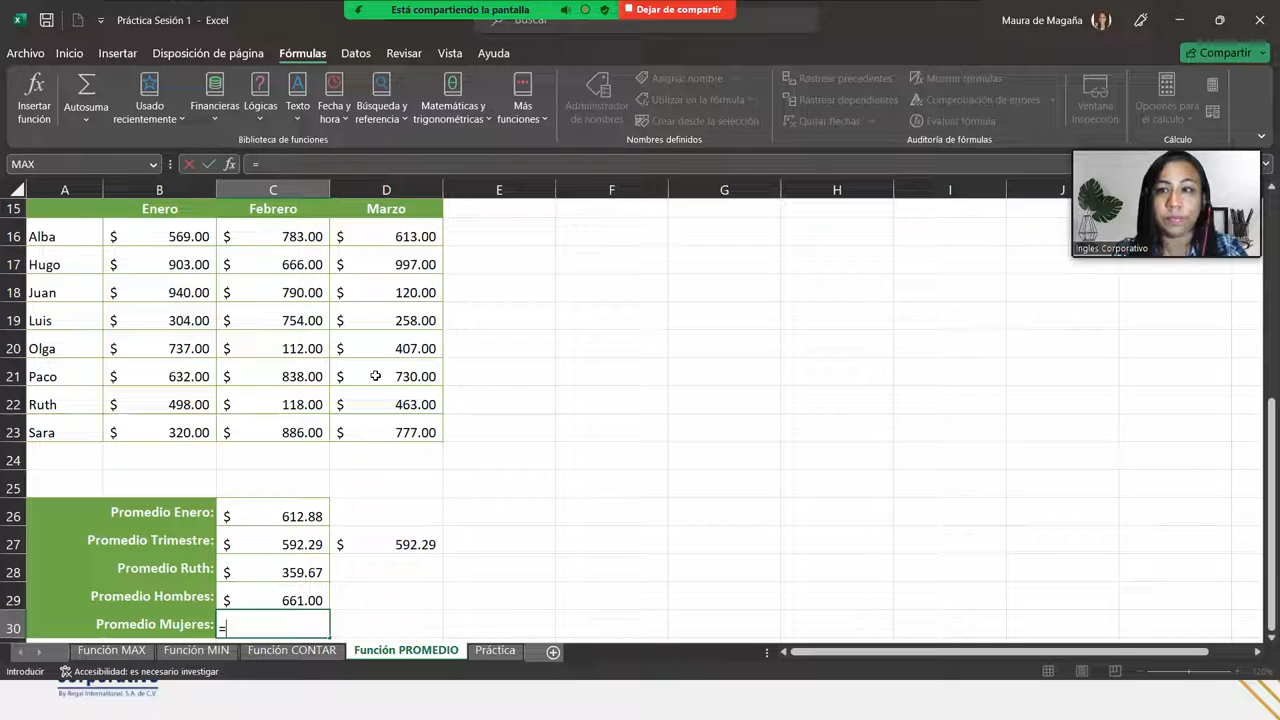 Práctica Sesión 1 - Excel
Está compartiendo la pantalla
Dejar de compartir
Buscar
Maura de Magaña
Archivo Inicio Insertar Disposición de página Fórmulas Datos Revisar Vista Ayuda
Compartir
Insertar función
Autosuma
Usado recientemente
Financieras
Lógicas
Texto
Fecha y hora
Búsqueda y referencia
Matemáticas y trigonométricas
Más funciones
Biblioteca de funciones
Administrador de nombres
Asignar nombre
Utilizar en la fórmula
Crear desde la selección
Nombres definidos
Rastrear precedentes
Rastrear dependientes
Quitar flechas
Mostrar fórmulas
Comprobación de errores
Evaluar fórmula
Auditoría de fórmulas
Ventana Inspección
Opciones para el cálculo
Cálculo
MAX
fx =
A B C D E F G H I J
15 Enero Febrero Marzo
16 Alba $ 569.00 $ 783.00 $ 613.00
17 Hugo $ 903.00 $ 666.00 $ 997.00
18 Juan $ 940.00 $ 790.00 $ 120.00
19 Luis $ 304.00 $ 754.00 $ 258.00
20 Olga $ 737.00 $ 112.00 $ 407.00
21 Paco $ 632.00 $ 838.00 $ 730.00
22 Ruth $ 498.00 $ 118.00 $ 463.00
23 Sara $ 320.00 $ 886.00 $ 777.00
24
25
26 Promedio Enero: $ 612.88
27 Promedio Trimestre: $ 592.29 $ 592.29
28 Promedio Ruth: $ 359.67
29 Promedio Hombres: $ 661.00
30 Promedio Mujeres: =
Ingles Corporativo
Función MAX Función MIN Función CONTAR Función PROMEDIO Práctica
Introducir
Accesibilidad: es necesario investigar
120%
By Regar International, S.A. de C.V.